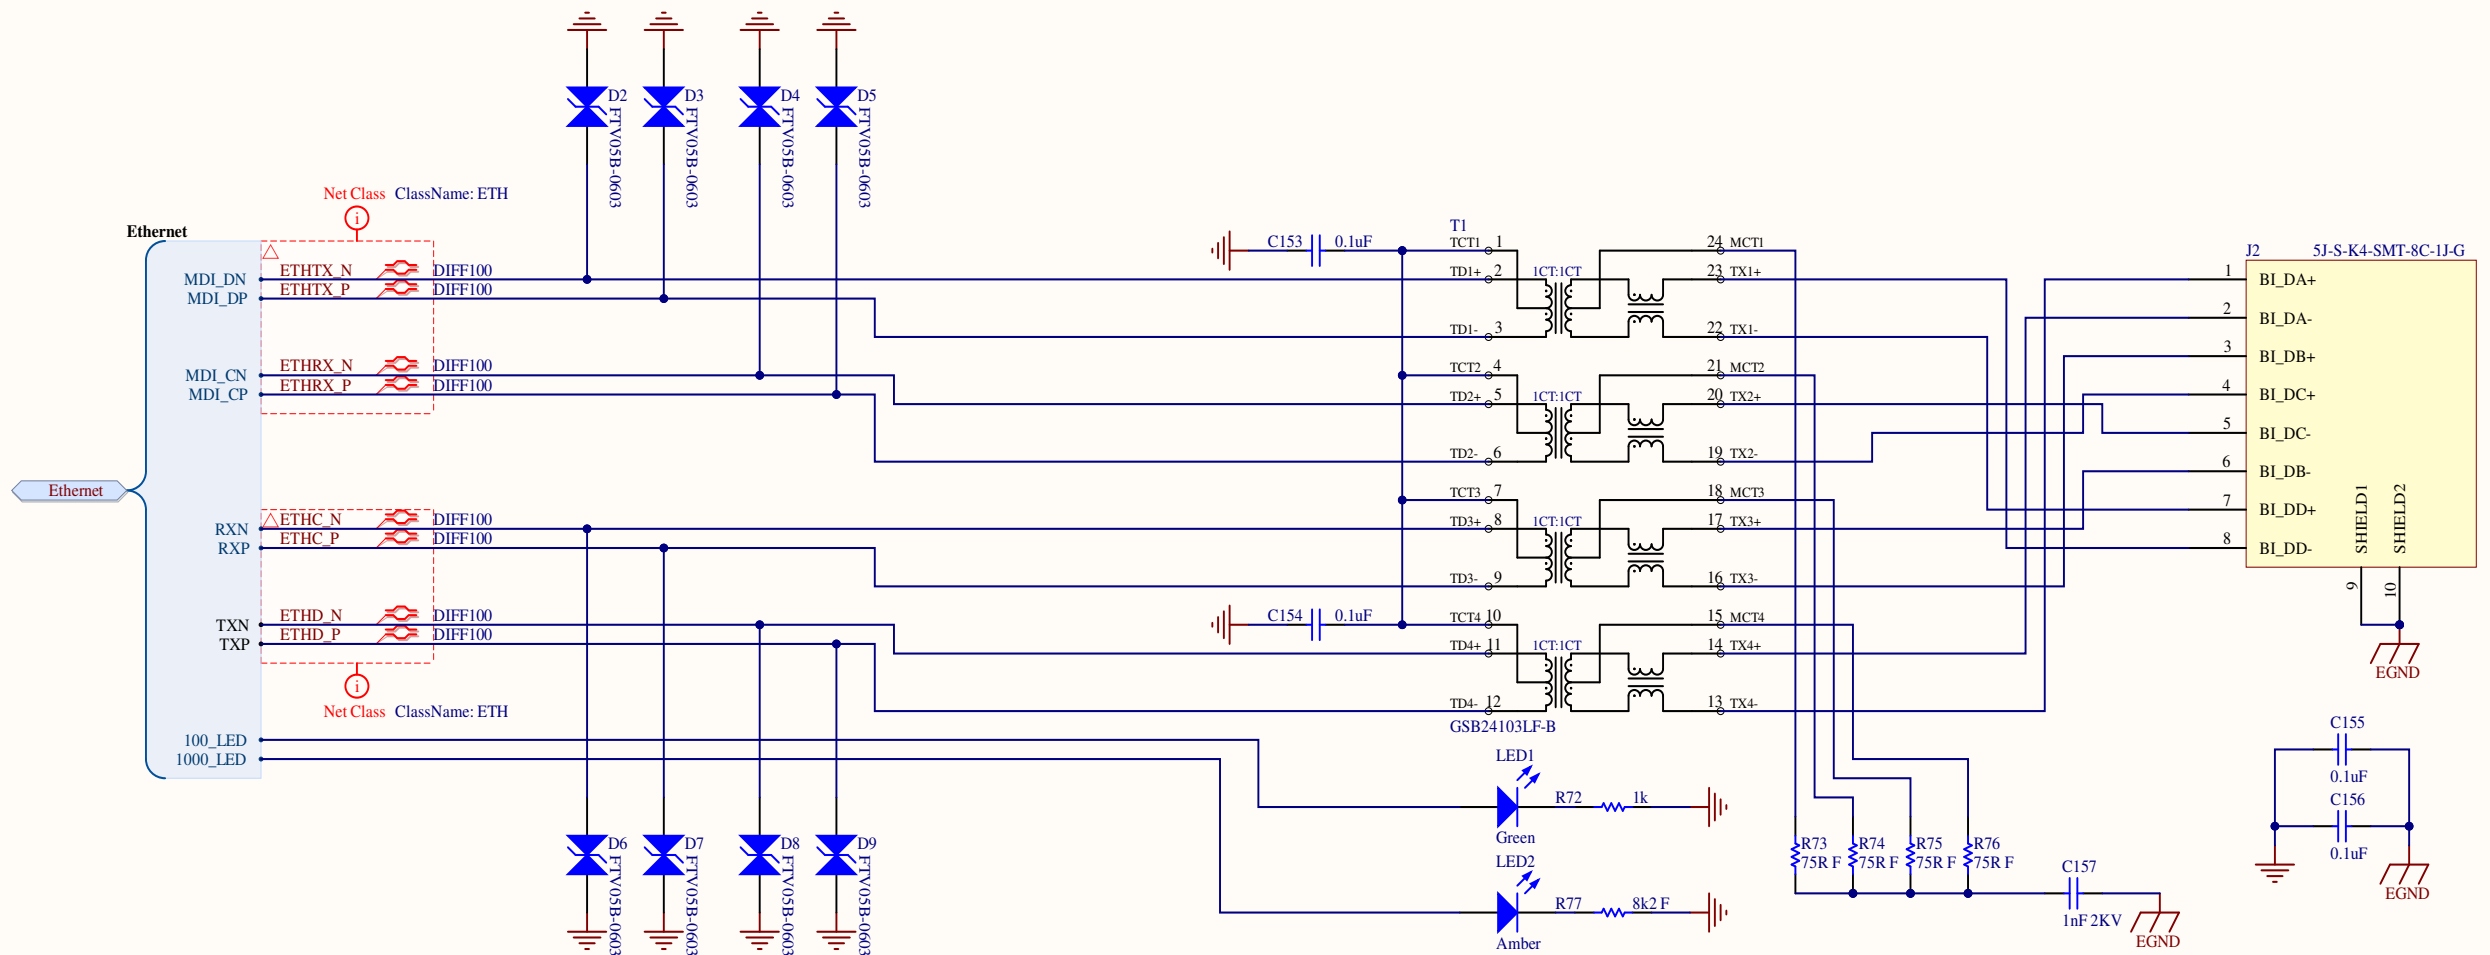 D2
FTV05B-0603
D3
FTV05B-0603
D4
FTV05B-0603
D5
FTV05B-0603
Net Class ClassName: ETH
i
Ethernet
Ethernet
MDI_DN
MDI_DP
MDI_CN
MDI_CP
RXN
RXP
TXN
TXP
100_LED
1000_LED
ETHTX_N DIFF100
ETHTX_P DIFF100
ETHRX_N DIFF100
ETHRX_P DIFF100
ETHC_N DIFF100
ETHC_P DIFF100
ETHD_N DIFF100
ETHD_P DIFF100
i
Net Class ClassName: ETH
D6
FTV05B-0603
D7
FTV05B-0603
D8
FTV05B-0603
D9
FTV05B-0603
C153 0.1uF
C154 0.1uF
T1
TCT1 1
TD1+ 2
TD1- 3
TCT2 4
TD2+ 5
TD2- 6
TCT3 7
TD3+ 8
TD3- 9
TCT4 10
TD4+ 11
TD4- 12
1CT:1CT
1CT:1CT
1CT:1CT
1CT:1CT
24 MCT1
23 TX1+
22 TX1-
21 MCT2
20 TX2+
19 TX2-
18 MCT3
17 TX3+
16 TX3-
15 MCT4
14 TX4+
13 TX4-
GSB24103LF-B
LED1
Green
R72 1k
LED2
Amber
R77 8k2 F
R73
75R F
R74
75R F
R75
75R F
R76
75R F
C157
1nF 2KV
EGND
J2 5J-S-K4-SMT-8C-1J-G
1 BI_DA+
2 BI_DA-
3 BI_DB+
4 BI_DC+
5 BI_DC-
6 BI_DB-
7 BI_DD+
8 BI_DD-
SHIELD1
SHIELD2
9
10
EGND
C155
0.1uF
C156
0.1uF
EGND